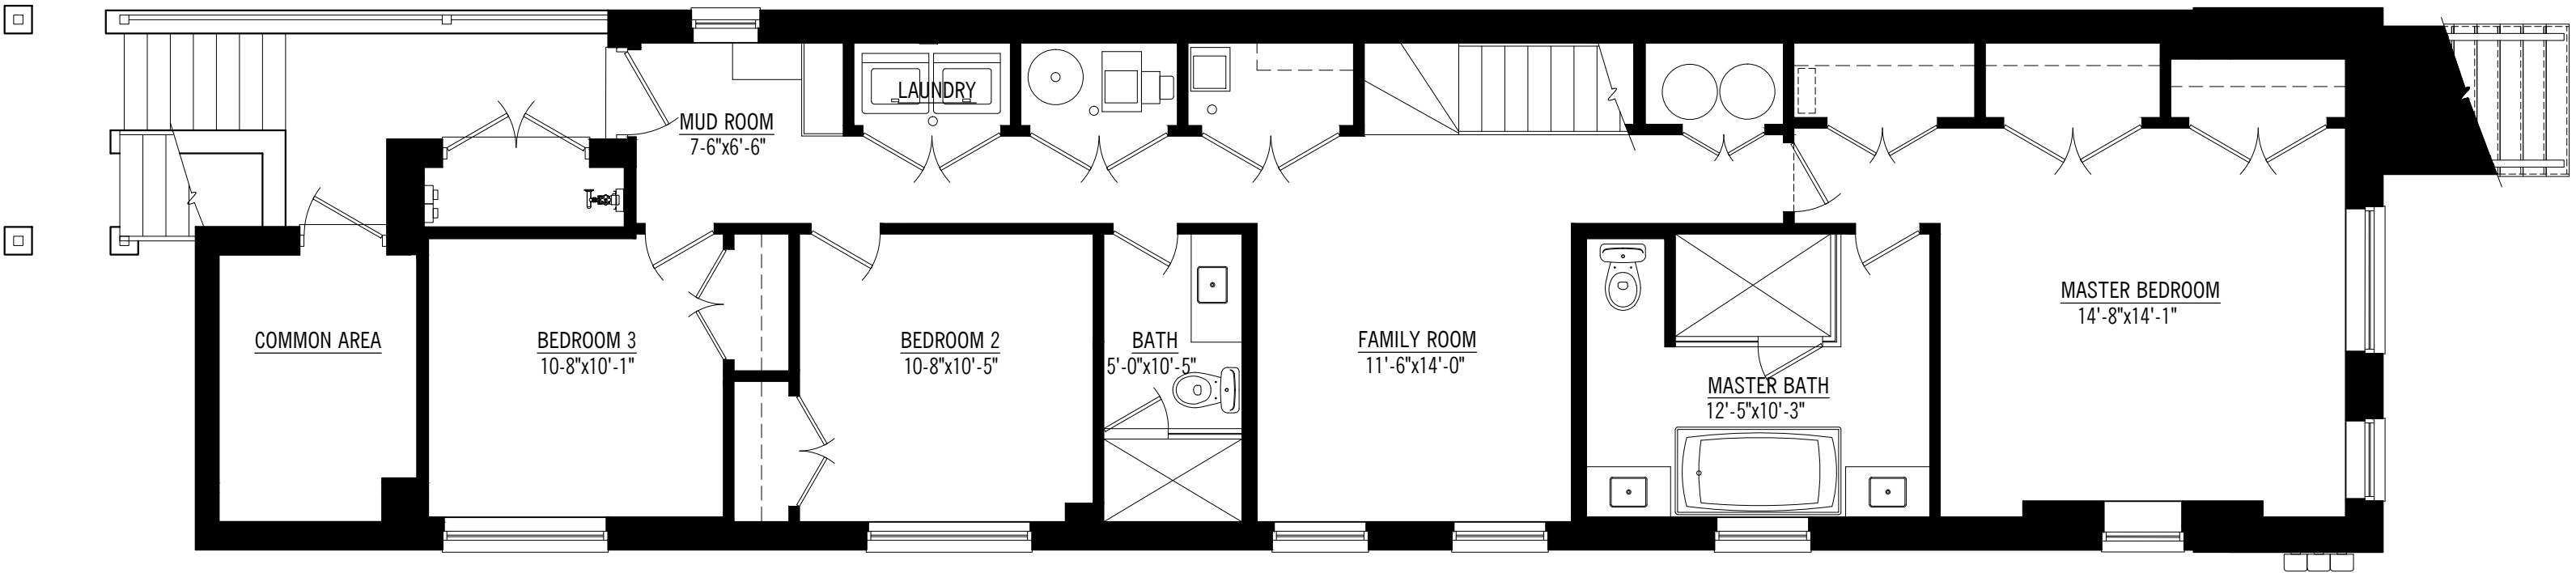 LAUNDRY
MUD ROOM
7-6"x6'-6"
MASTER BEDROOM
14'-8"x14'-1"
COMMON AREA
BEDROOM 3
10-8"x10'-1"
BEDROOM 2
10-8"x10'-5"
BATH
5'-0"x10'-5"
FAMILY ROOM
11'-6"x14'-0"
MASTER BATH
12'-5"x10'-3"